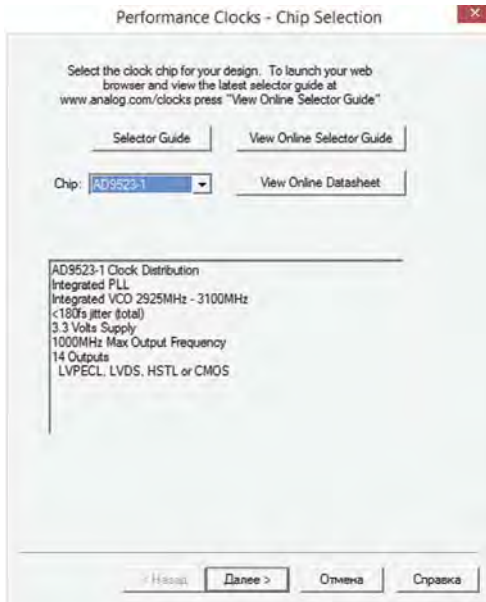 Performance Clocks - Chip Selection
Select the clock chip for your design. To launch your web
browser and view the latest selector guide at
www.analog.com/clocks press "View Online Selector Guide"
Selector Guide View Online Selector Guide
Chip: AD9523-1 View Online Datasheet
AD9523-1 Clock Distribution
Integrated PLL
Integrated VCO 2925MHz - 3100MHz
<180fs jitter (total)
3.3 Volts Supply
1000MHz Max Output Frequency
14 Outputs
LVPECL, LVDS, HSTL or CMOS
< Назад Далее > Отмена Справка